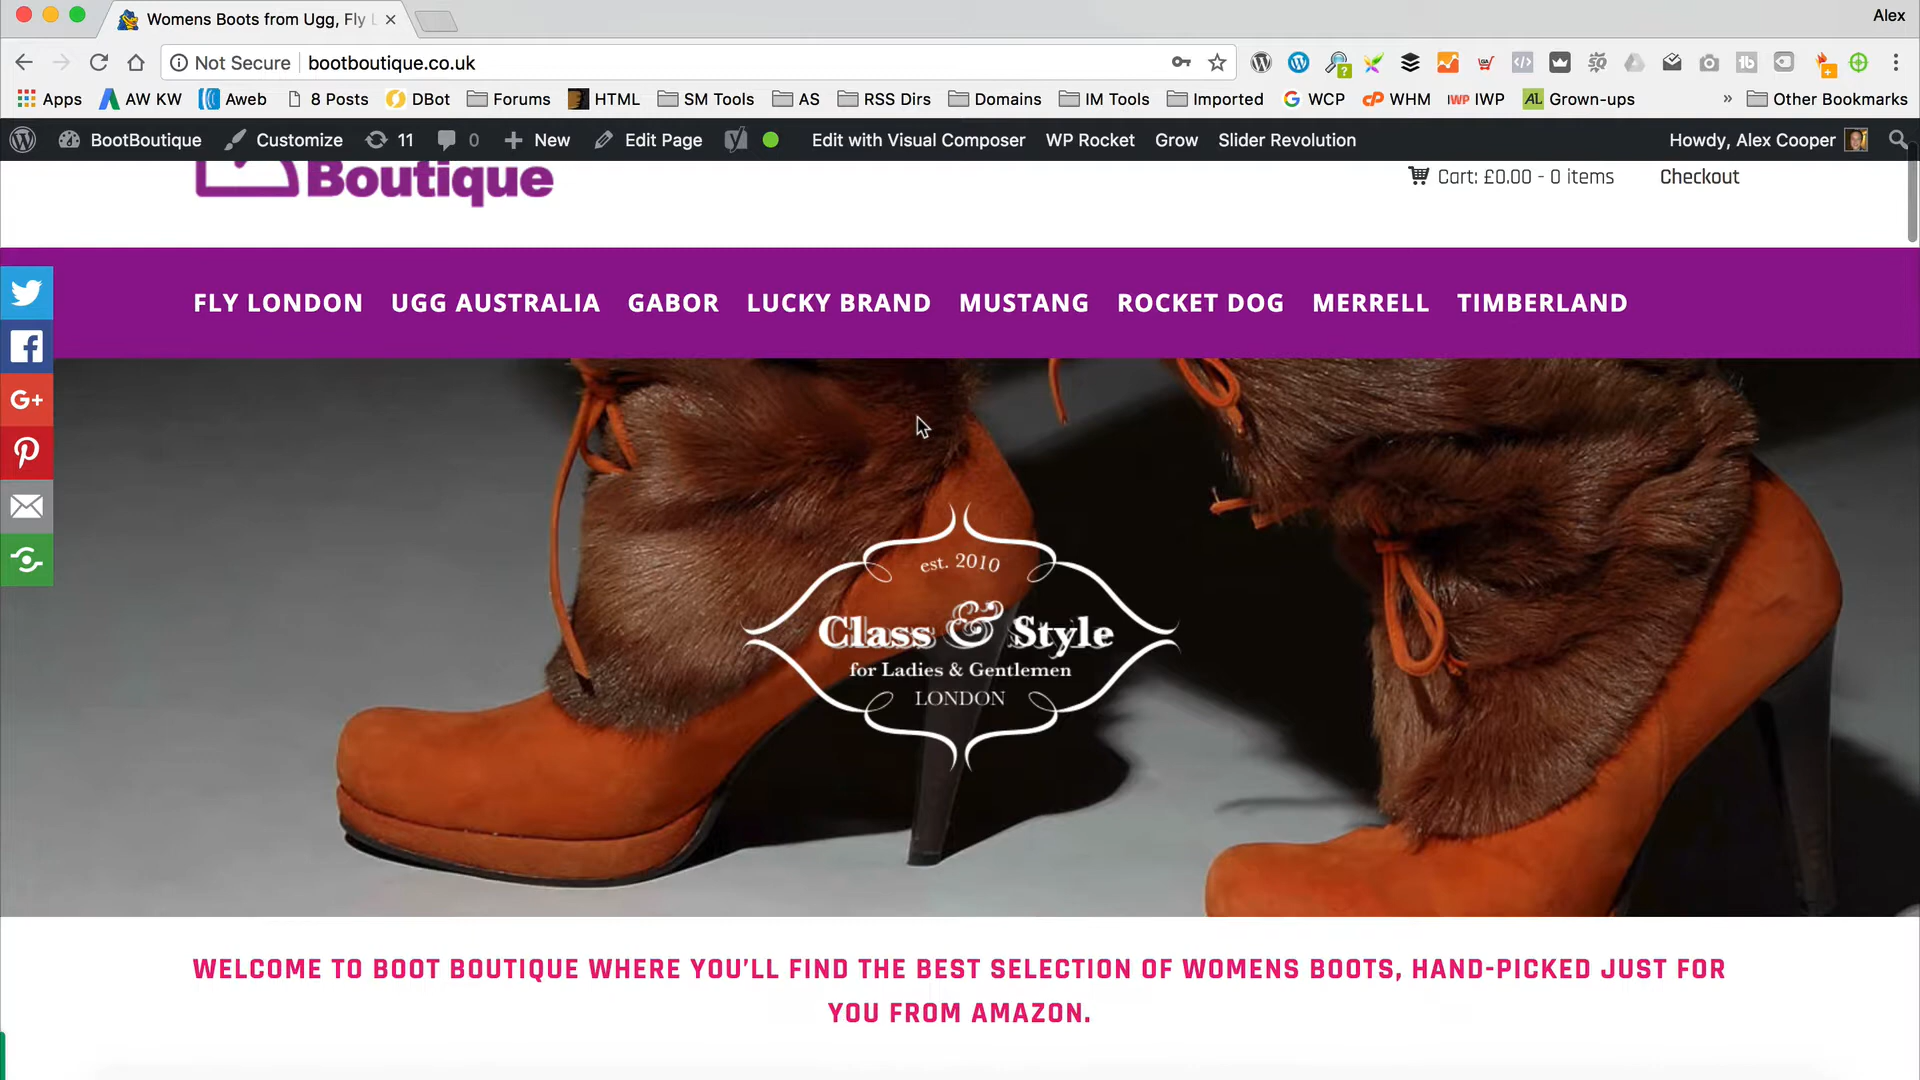 Womens Boots from Ugg, Fly L
Alex
Not Secure
bootboutique.co.uk
Apps
AW KW
Aweb
8 Posts
DBot
Forums
HTML
SM Tools
AS
RSS Dirs
Domains
IM Tools
Imported
WCP
WHM
IWP
Grown-ups
»
Other Bookmarks
BootBoutique
Customize
11
0
New
Edit Page
Edit with Visual Composer
WP Rocket
Grow
Slider Revolution
Howdy, Alex Cooper
Boutique
Cart: £0.00 - 0 items
Checkout
FLY LONDON
UGG AUSTRALIA
GABOR
LUCKY BRAND
MUSTANG
ROCKET DOG
MERRELL
TIMBERLAND
est. 2010
Class & Style
for Ladies & Gentlemen
LONDON
WELCOME TO BOOT BOUTIQUE WHERE YOU'LL FIND THE BEST SELECTION OF WOMENS BOOTS, HAND-PICKED JUST FOR
YOU FROM AMAZON.